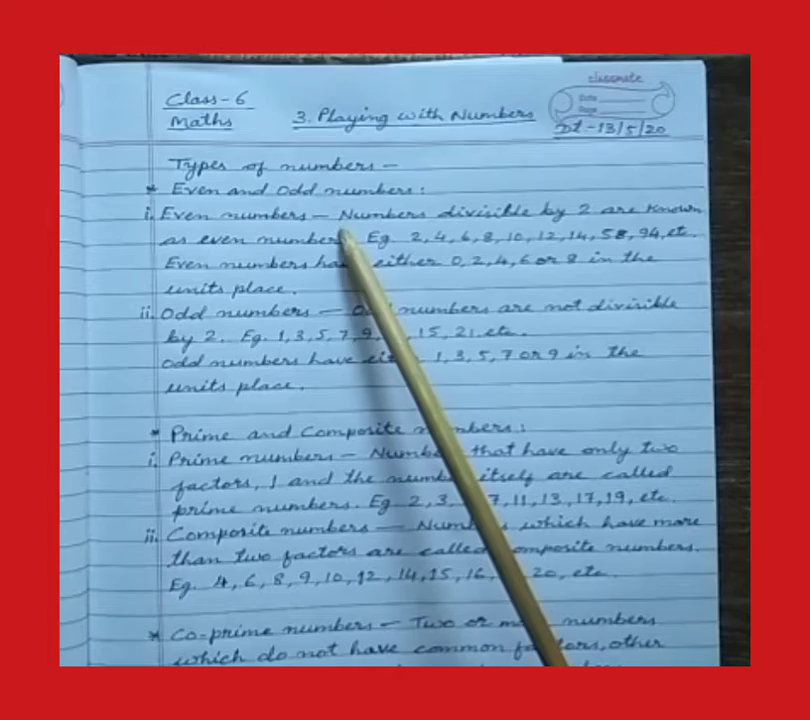 Class-6
Maths
3. Playing with Numbers
classmate
Date
Page
Dt - 13/5/20
Types of numbers -
* Even and Odd numbers:
i. Even numbers - Numbers divisible by 2 are known
as even number Eg. 2, 4, 6, 8, 10, 12, 14, 58, 94, etc.
Even numbers ha either 0, 2, 4, 6 or 8 in the
units place.
ii. Odd numbers - numbers are not divisible
by 2. Eg. 1, 3, 5, 7, 9, 15, 21 etc.
Odd numbers have 1, 3, 5, 7 or 9 in the
units place.
* Prime and Composite numbers:
i. Prime numbers - Number that have only two
factors, 1 and the number itself are called
prime numbers. Eg 2, 3, 7, 11, 13, 17, 19, etc.
ii. Composite numbers - which have more
than two factors are called composite numbers.
Eg. 4, 6, 8, 9, 10, 12, 14, 15, 16, 20, etc.
* Co-prime numbers - Two or more numbers
which do not have common factors, other